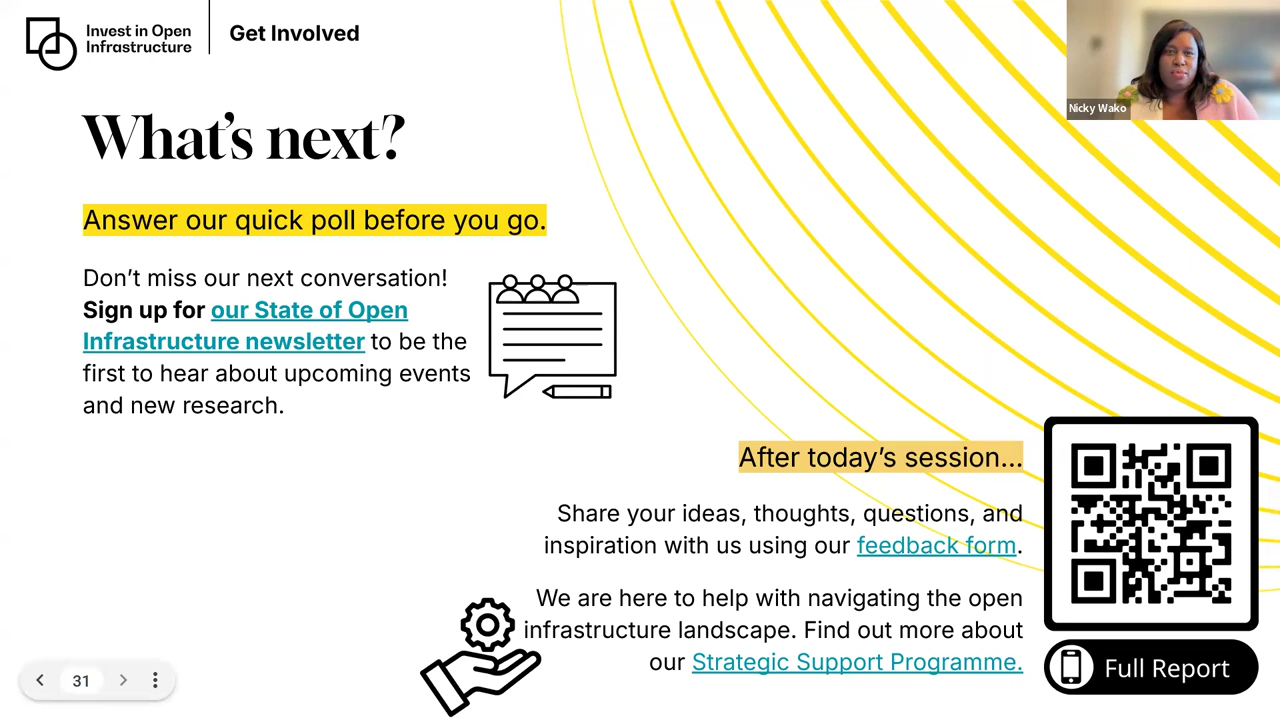 Invest in Open
Infrastructure
Get Involved
Nicky Wako
What's next?
Answer our quick poll before you go.
Don't miss our next conversation!
Sign up for our State of Open
Infrastructure newsletter to be the
first to hear about upcoming events
and new research.
After today's session...
Share your ideas, thoughts, questions, and
inspiration with us using our feedback form.
We are here to help with navigating the open
infrastructure landscape. Find out more about
our Strategic Support Programme.
31
Full Report